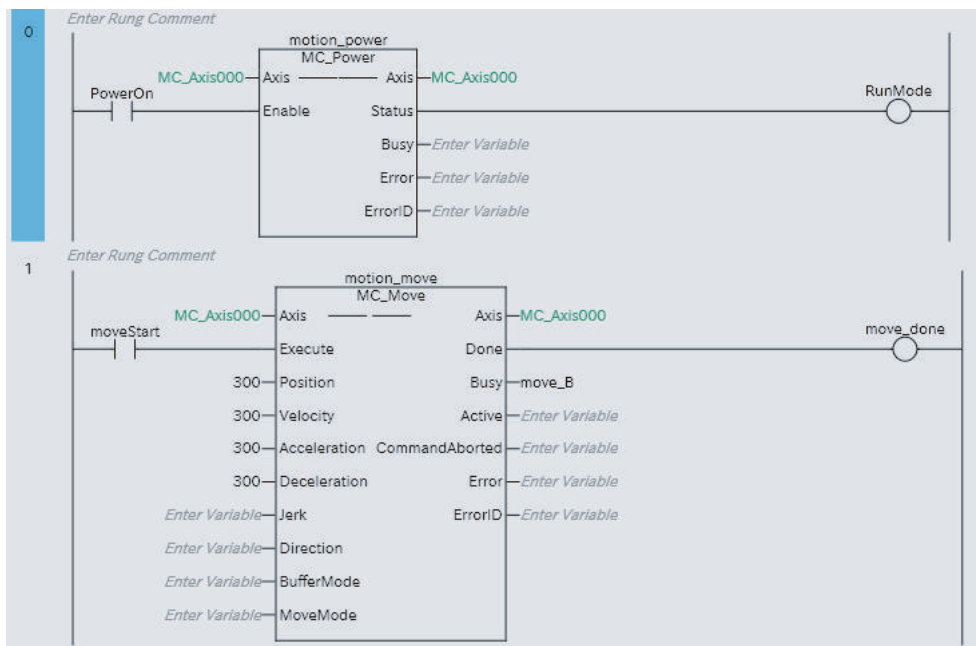 Enter Rung Comment
0
motion_power
MC_Power
MC_Axis000 Axis Axis MC_Axis000
PowerOn RunMode
Enable Status
Busy Enter Variable
Error Enter Variable
ErrorID Enter Variable
Enter Rung Comment
1
motion_move
MC_Move
MC_Axis000 Axis Axis MC_Axis000
moveStart move_done
Execute Done
300 Position Busy move_B
300 Velocity Active Enter Variable
300 Acceleration CommandAborted Enter Variable
300 Deceleration Error Enter Variable
Enter Variable Jerk ErrorID Enter Variable
Enter Variable Direction
Enter Variable BufferMode
Enter Variable MoveMode